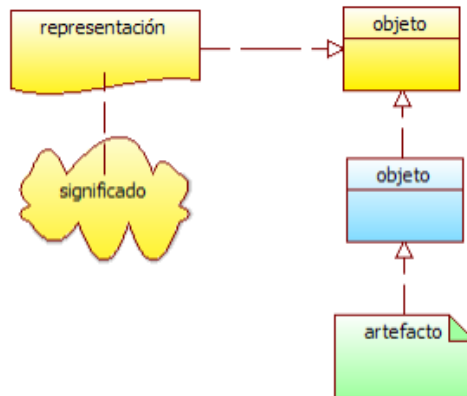 representación
objeto
significado
objeto
artefacto